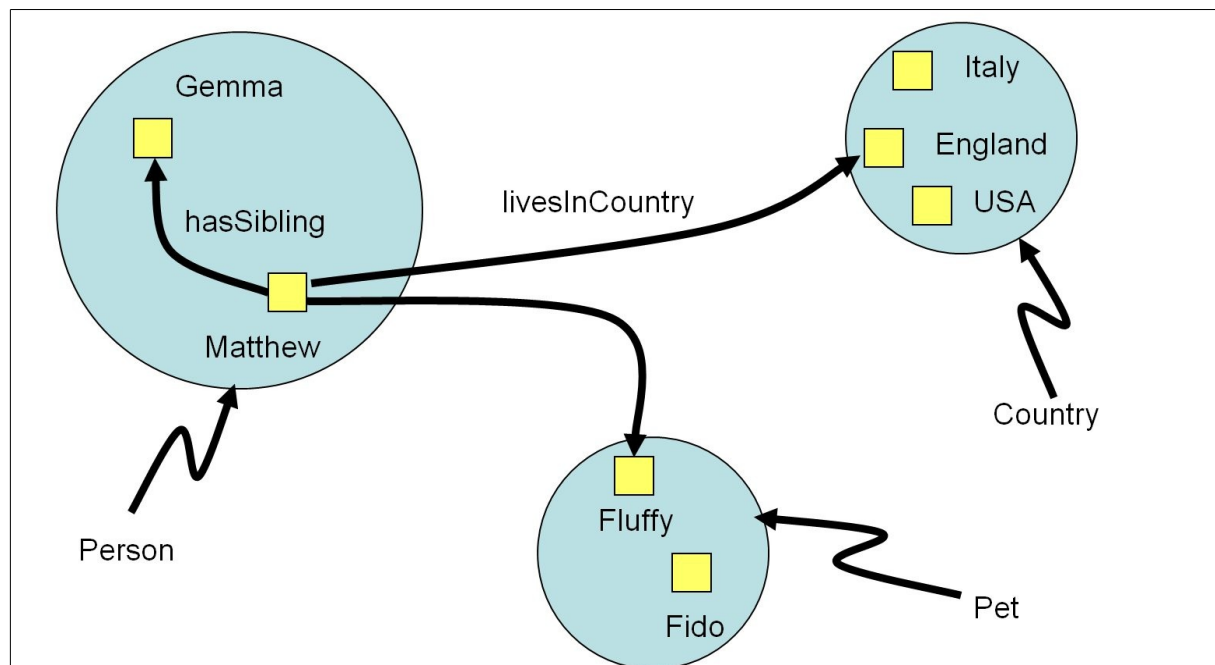 Gemma
Italy
England
livesInCountry
USA
hasSibling
Matthew
Country
Fluffy
Person
Pet
Fido